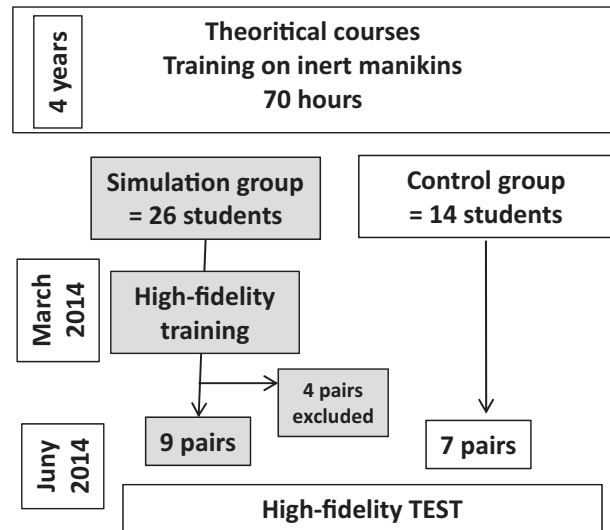 4 years
Theoritical courses
Training on inert manikins
70 hours
Simulation group
= 26 students
Control group
= 14 students
March
2014
High-fidelity
training
4 pairs
excluded
Juny
2014
9 pairs
7 pairs
High-fidelity TEST